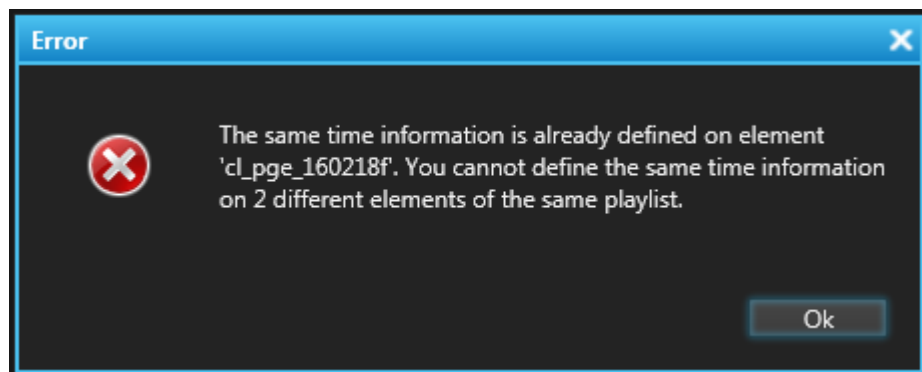 Error
The same time information is already defined on element
'cl_pge_160218f'. You cannot define the same time information
on 2 different elements of the same playlist.
Ok